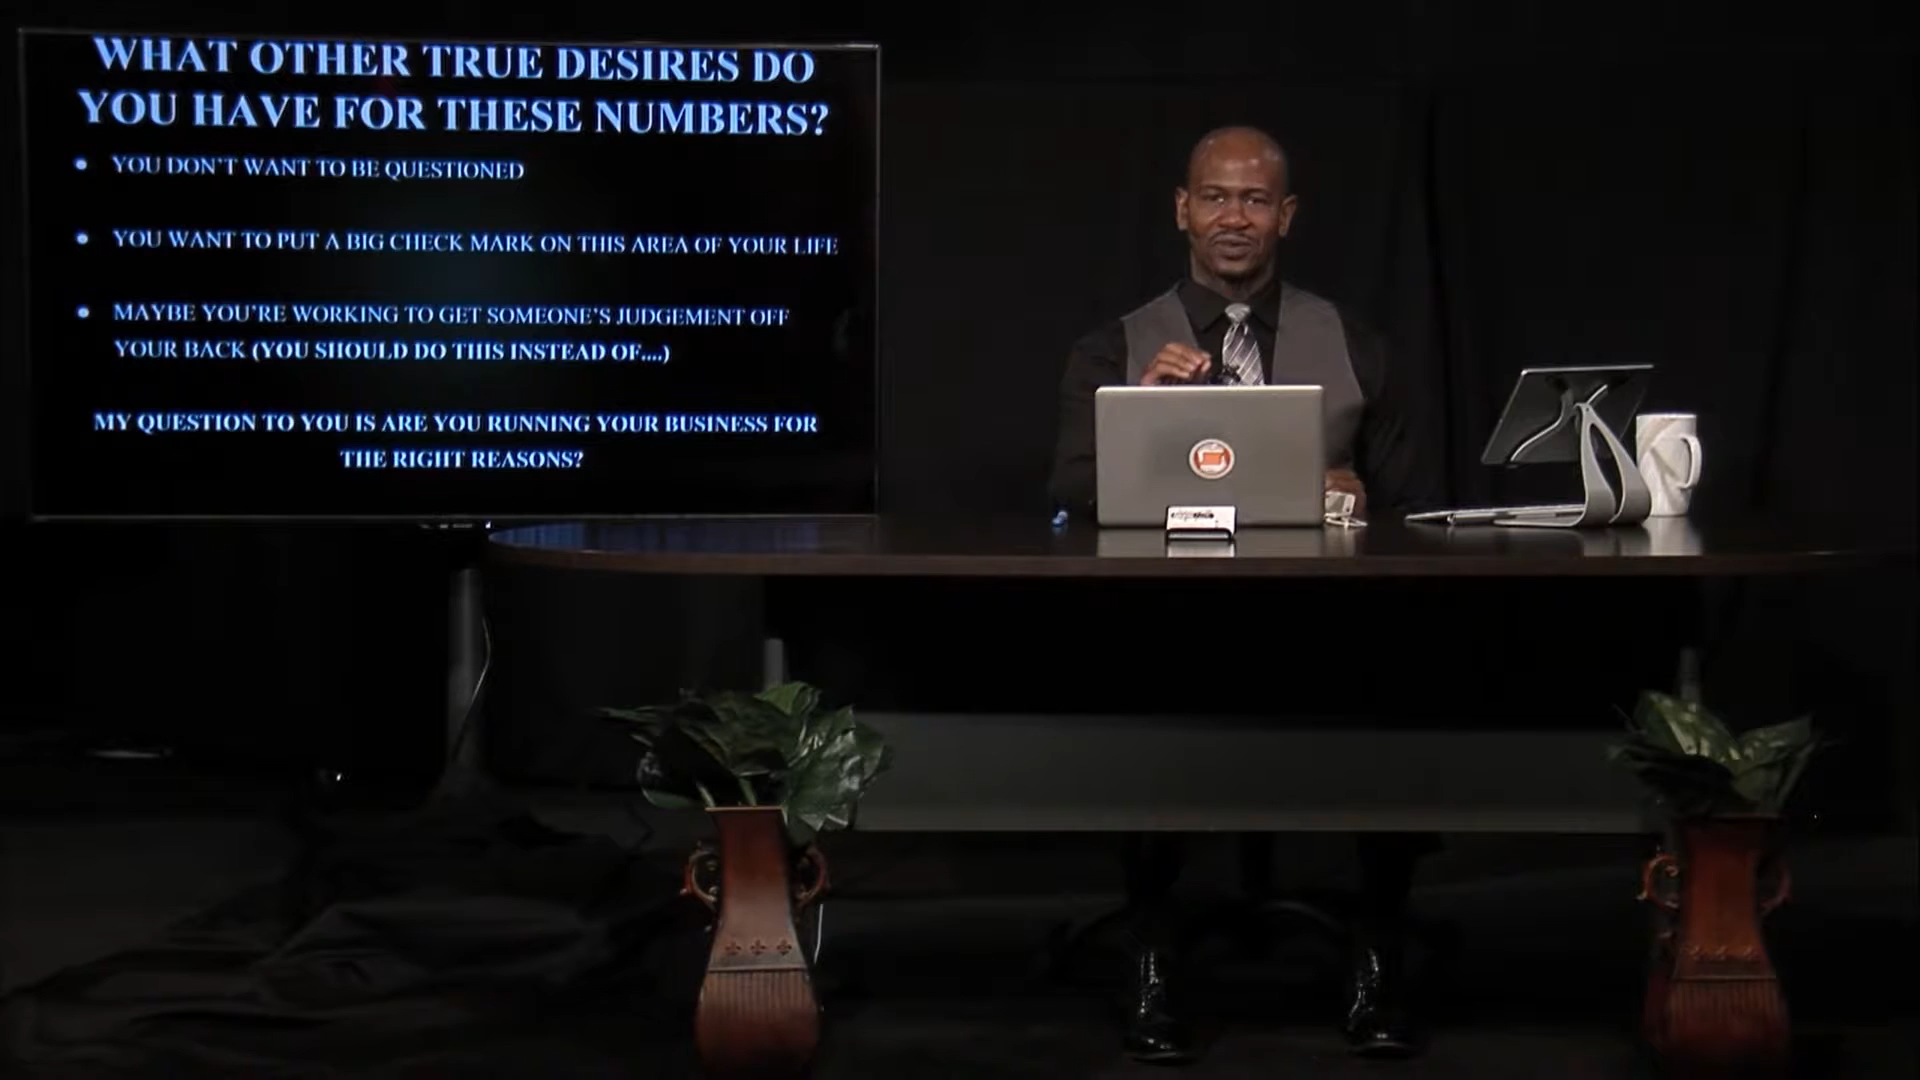 WHAT OTHER TRUE DESIRES DO
YOU HAVE FOR THESE NUMBERS?
• YOU DON'T WANT TO BE QUESTIONED
• YOU WANT TO PUT A BIG CHECK MARK ON THIS AREA OF YOUR LIFE
• MAYBE YOU'RE WORKING TO GET SOMEONE'S JUDGEMENT OFF
YOUR BACK (YOU SHOULD DO THIS INSTEAD OF....)
MY QUESTION TO YOU IS ARE YOU RUNNING YOUR BUSINESS FOR
THE RIGHT REASONS?